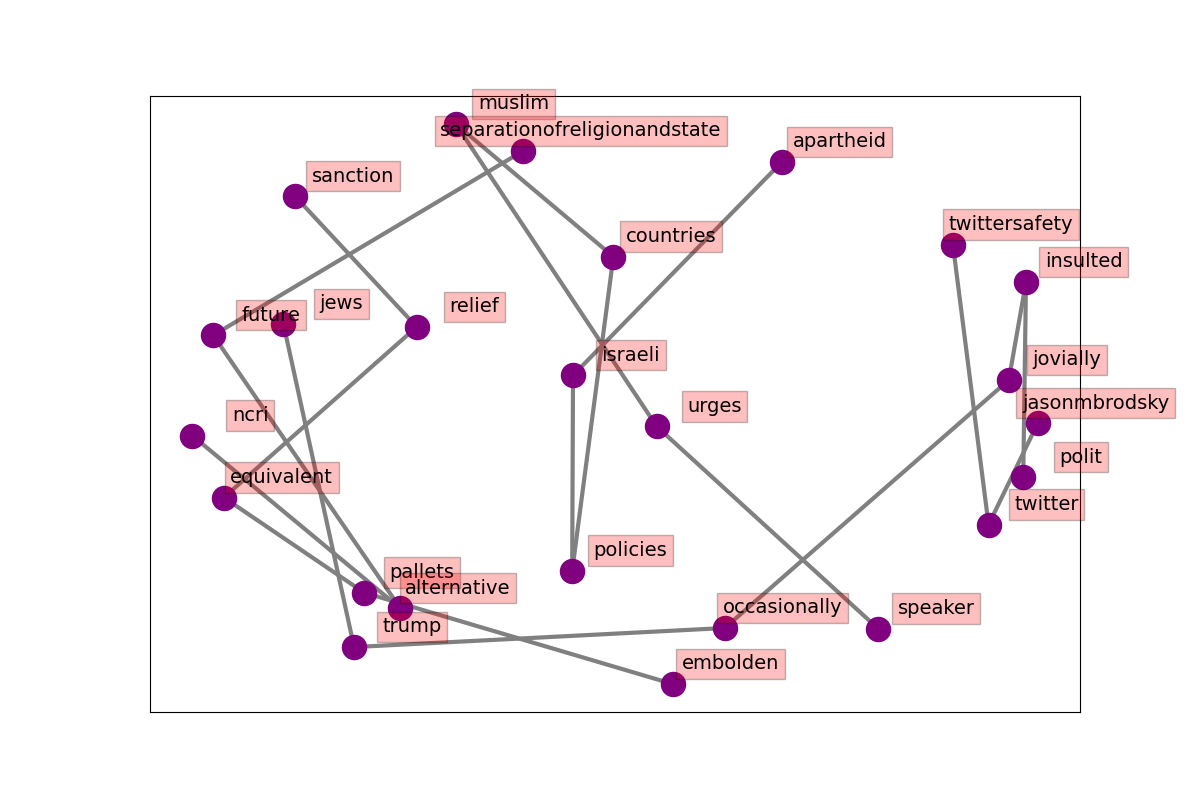 muslim
separationofreligionandstate
apartheid
sanction
twittersafety
countries
insulted
jews
relief
future
israeli
jovially
jasonmbrodsky
urges
ncri
polit
equivalent
twitter
policies
pallets
alternative
occasionally
speaker
trump
embolden